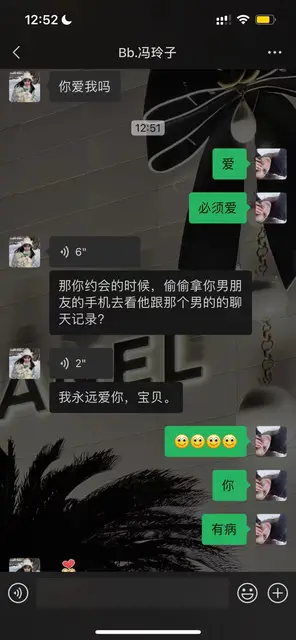 12:52
Bb.冯玲子
你爱我吗
12:51
爱
必须爱
6"
那你约会的时候，偷偷拿你男朋
友的手机去看他跟那个男的的聊
天记录?
2"
我永远爱你，宝贝。
你
有病